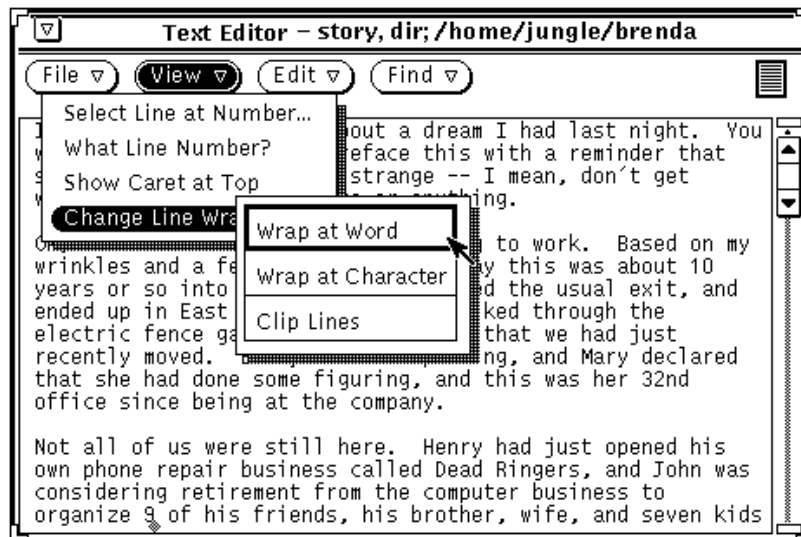 Text Editor – story, dir; /home/jungle/brenda
File View Edit Find
Select Line at Number...
What Line Number?
Show Caret at Top
Change Line Wra
Wrap at Word
Wrap at Character
Clip Lines
out a dream I had last night. You
eface this with a reminder that
strange -- I mean, don´t get
ing.
to work. Based on my
wrinkles and a fe y this was about 10
years or so into d the usual exit, and
ended up in East ked through the
electric fence ga that we had just
recently moved. ng, and Mary declared
that she had done some figuring, and this was her 32nd
office since being at the company.
Not all of us were still here. Henry had just opened his
own phone repair business called Dead Ringers, and John was
considering retirement from the computer business to
organize 9 of his friends, his brother, wife, and seven kids